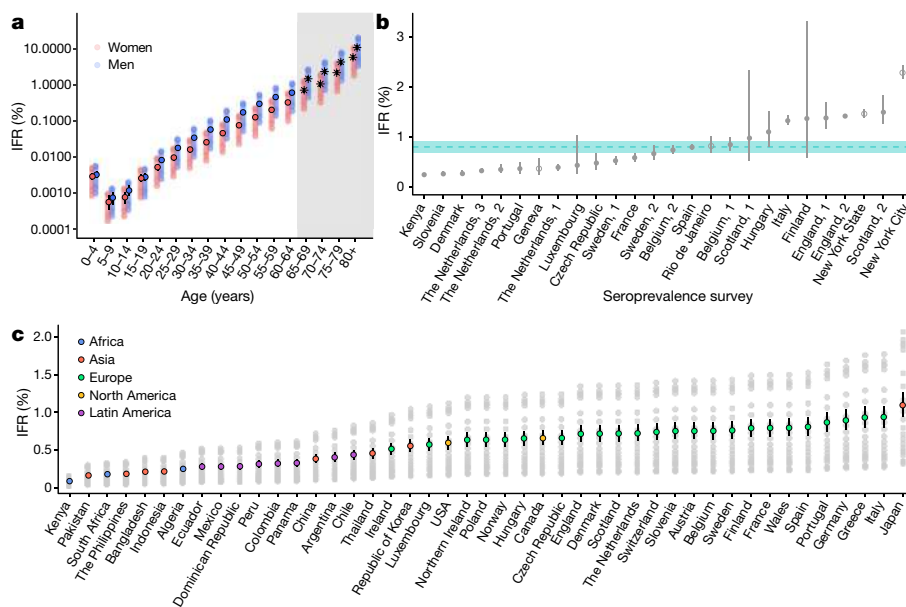 a
IFR (%)
10.0000
1.0000
0.1000
0.0100
0.0010
0.0001
Women
Men
0–4
5–9
10–14
15–19
20–24
25–29
30–34
35–39
40–44
45–49
50–54
55–59
60–64
65–69
70–74
75–79
80+
Age (years)
b
IFR (%)
3
2
1
0
Kenya
Slovenia
Denmark
The Netherlands, 3
The Netherlands, 2
Portugal
Geneva
The Netherlands, 1
Luxembourg
Czech Republic
Sweden, 1
France
Sweden, 2
Belgium, 2
Spain
Rio de Janeiro
Belgium, 1
Scotland, 1
Hungary
Italy
Finland
England, 1
England, 2
New York State
Scotland, 2
New York City
Seroprevalence survey
c
IFR (%)
2.0
1.5
1.0
0.5
0
Africa
Asia
Europe
North America
Latin America
Kenya
Pakistan
South Africa
The Philippines
Bangladesh
Indonesia
Algeria
Ecuador
Mexico
Dominican Republic
Peru
Colombia
Panama
China
Argentina
Chile
Thailand
Ireland
Republic of Korea
Luxembourg
USA
Northern Ireland
Poland
Norway
Hungary
Canada
Czech Republic
England
Denmark
Scotland
The Netherlands
Switzerland
Slovenia
Austria
Belgium
Sweden
Finland
France
Wales
Spain
Portugal
Germany
Greece
Italy
Japan